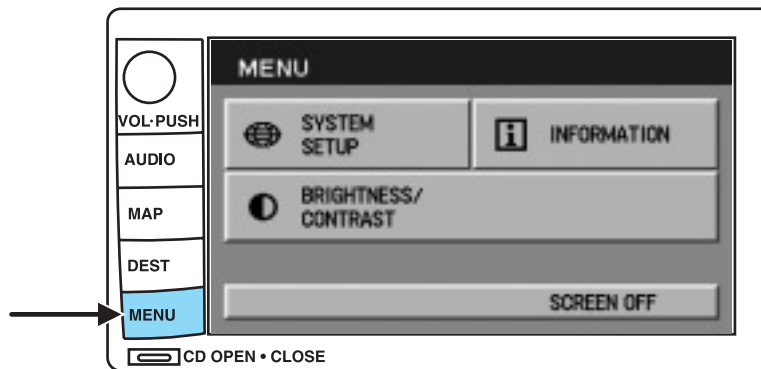 MENU
VOL·PUSH
AUDIO
MAP
DEST
MENU
SYSTEM
SETUP
INFORMATION
BRIGHTNESS/
CONTRAST
SCREEN OFF
CD OPEN • CLOSE